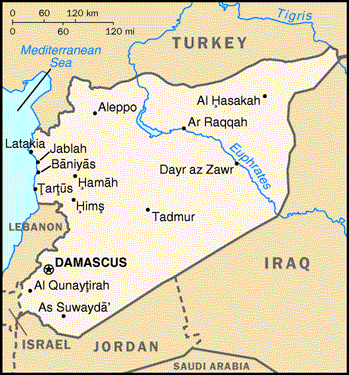 0 60 120 km
0 60 120 mi
Tigris
Mediterranean
Sea
TURKEY
Al Ḩasakah
Aleppo
Ar Raqqah
Latakia
Jablah
Bāniyās
Euphrates
Dayr az Zawr
Ḩamāh
Ţarţūs
Ḩimş
Tadmur
LEBANON
DAMASCUS
IRAQ
Al Qunayţirah
As Suwaydā'
ISRAEL
JORDAN
SAUDI ARABIA